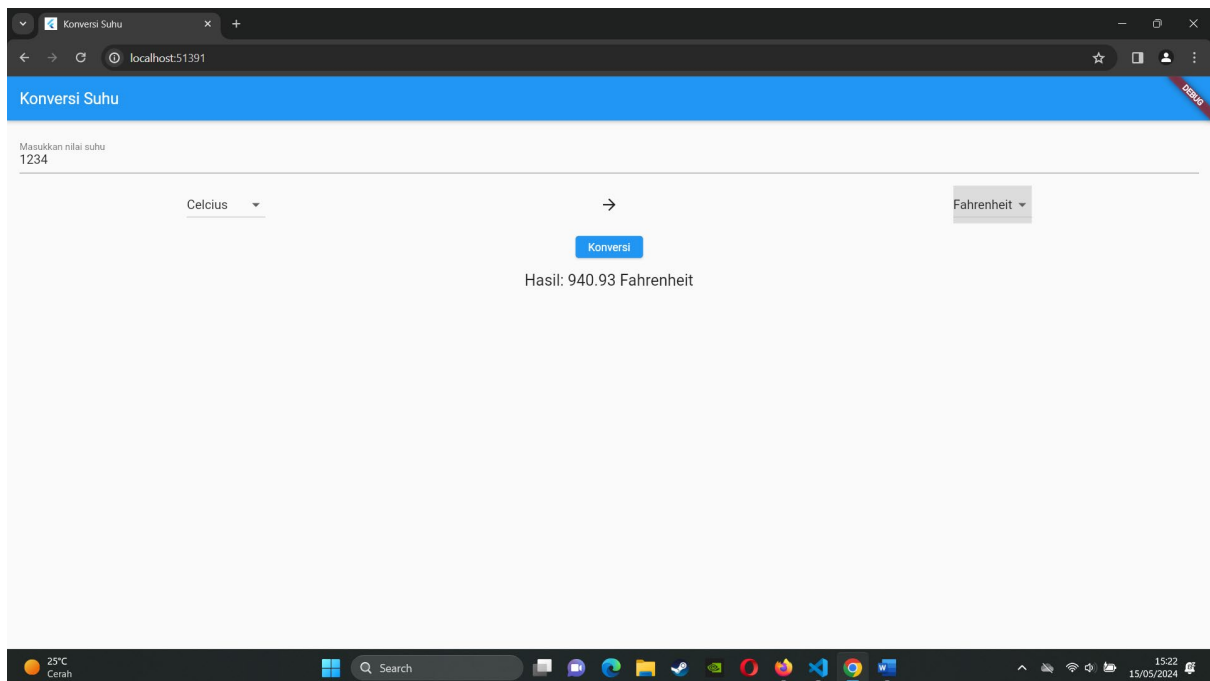 Konversi Suhu
localhost:51391
Konversi Suhu
DEBUG
Masukkan nilai suhu
1234
Celcius
Fahrenheit
Konversi
Hasil: 940.93 Fahrenheit
25°C
Cerah
Search
15:22
15/05/2024